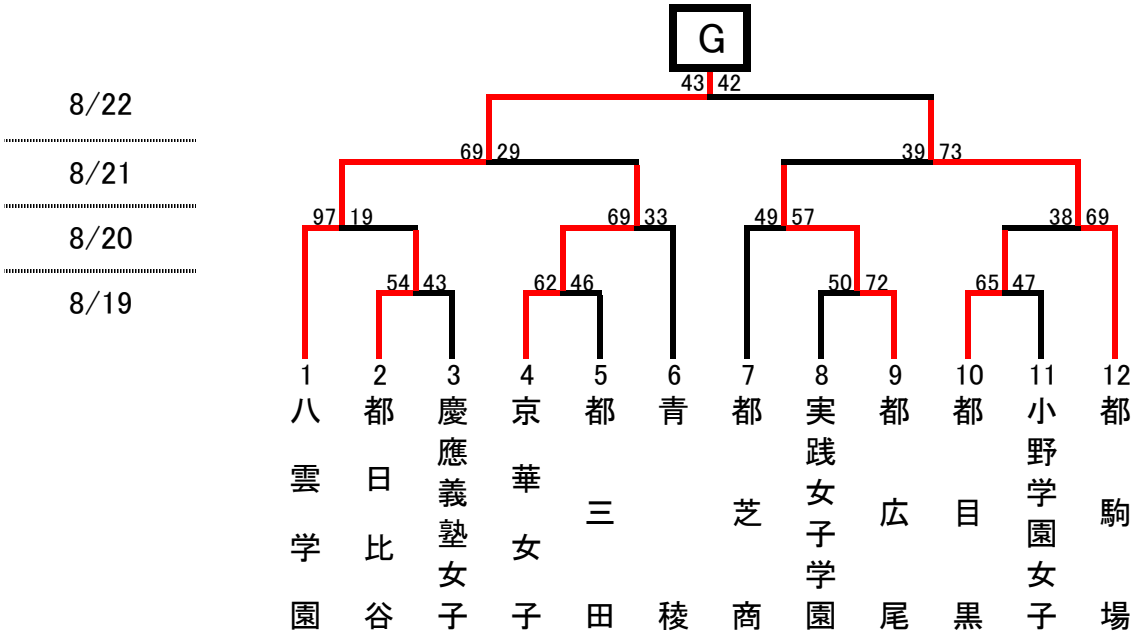 G
43 42
8/22
69 29
39 73
8/21
97 19
69 33
49 57
38 69
8/20
54 43
62 46
50 72
65 47
8/19
1 2 3 4 5 6 7 8 9 10 11 12
八雲学園
都日比谷
慶應義塾女子
京華女子
都三田
青稜
都芝商
実践女子学園
都広尾
都目黒
小野学園女子
都駒場